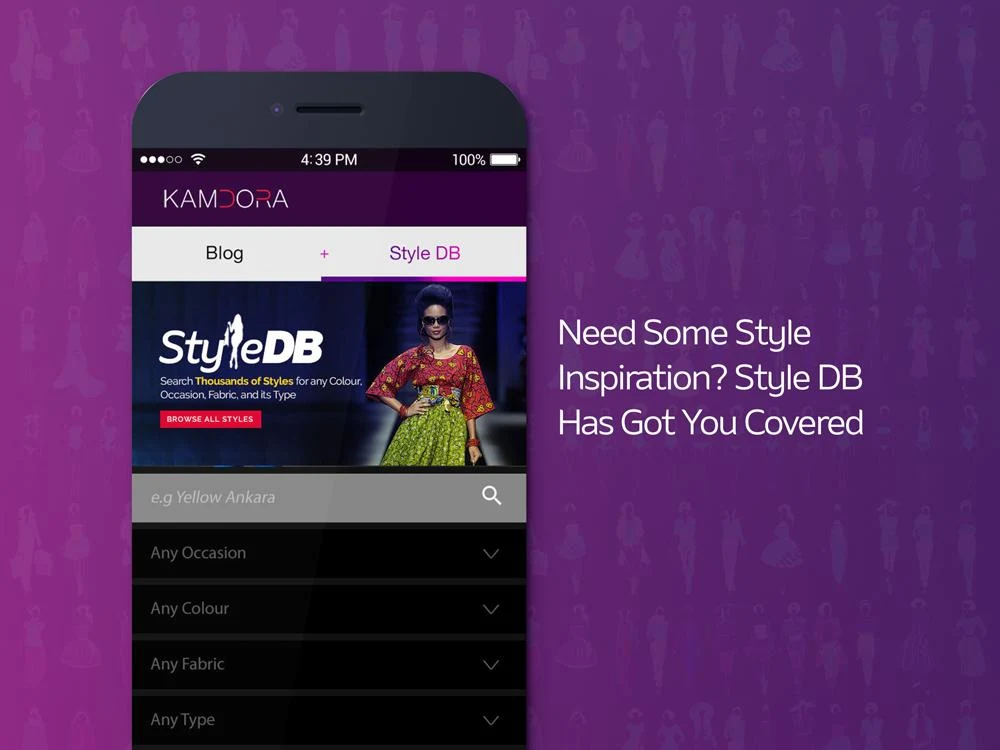 4:39 PM
100%
KAMDORA
Blog
+
Style DB
StyleDB
Search Thousands of Styles for any Colour,
Occasion, Fabric, and its Type
BROWSE ALL STYLES
e.g Yellow Ankara
Any Occasion
Any Colour
Any Fabric
Any Type
Need Some Style
Inspiration? Style DB
Has Got You Covered